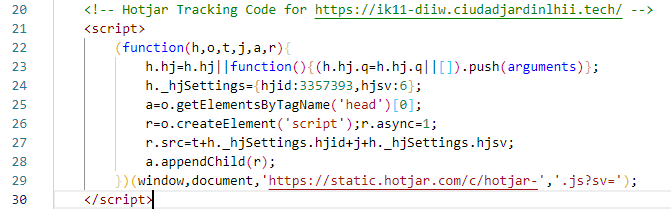 20 <!-- Hotjar Tracking Code for https://ik11-diiw.ciudadjardinlhii.tech/ -->
21 <script>
22 (function(h,o,t,j,a,r){
23 h.hj=h.hj||function(){(h.hj.q=h.hj.q||[]).push(arguments)};
24 h._hjSettings={hjid:3357393,hjsv:6};
25 a=o.getElementsByTagName('head')[0];
26 r=o.createElement('script');r.async=1;
27 r.src=t+h._hjSettings.hjid+j+h._hjSettings.hjsv;
28 a.appendChild(r);
29 })(window,document,'https://static.hotjar.com/c/hotjar-','.js?sv=');
30 </script>